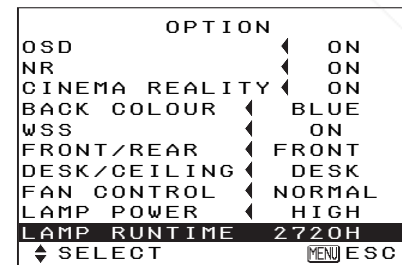 OPTION
OSD ON
NR ON
CINEMA REALITY ON
BACK COLOUR BLUE
WSS ON
FRONT/REAR FRONT
DESK/CEILING DESK
FAN CONTROL NORMAL
LAMP POWER HIGH
LAMP RUNTIME 2720H
SELECT MENU ESC